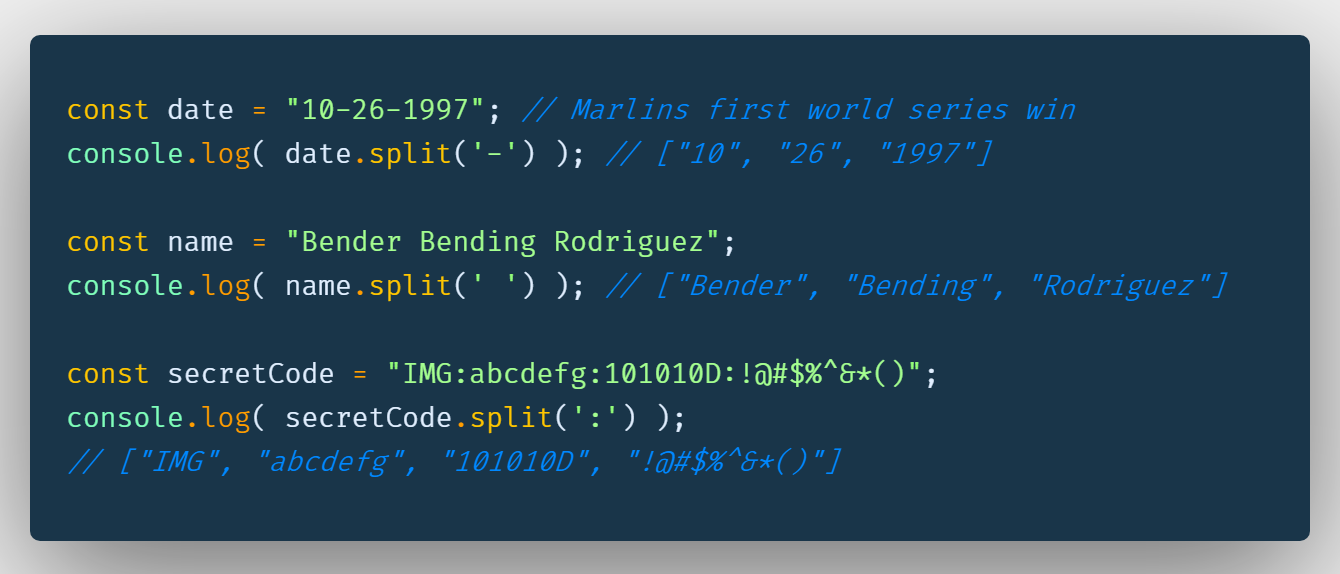 const date = "10-26-1997"; // Marlins first world series win
console.log( date.split('-') ); // ["10", "26", "1997"]
const name = "Bender Bending Rodriguez";
console.log( name.split(' ') ); // ["Bender", "Bending", "Rodriguez"]
const secretCode = "IMG:abcdefg:101010D:!@#$%^&*()";
console.log( secretCode.split(':') );
// ["IMG", "abcdefg", "101010D", "!@#$%^&*()"]